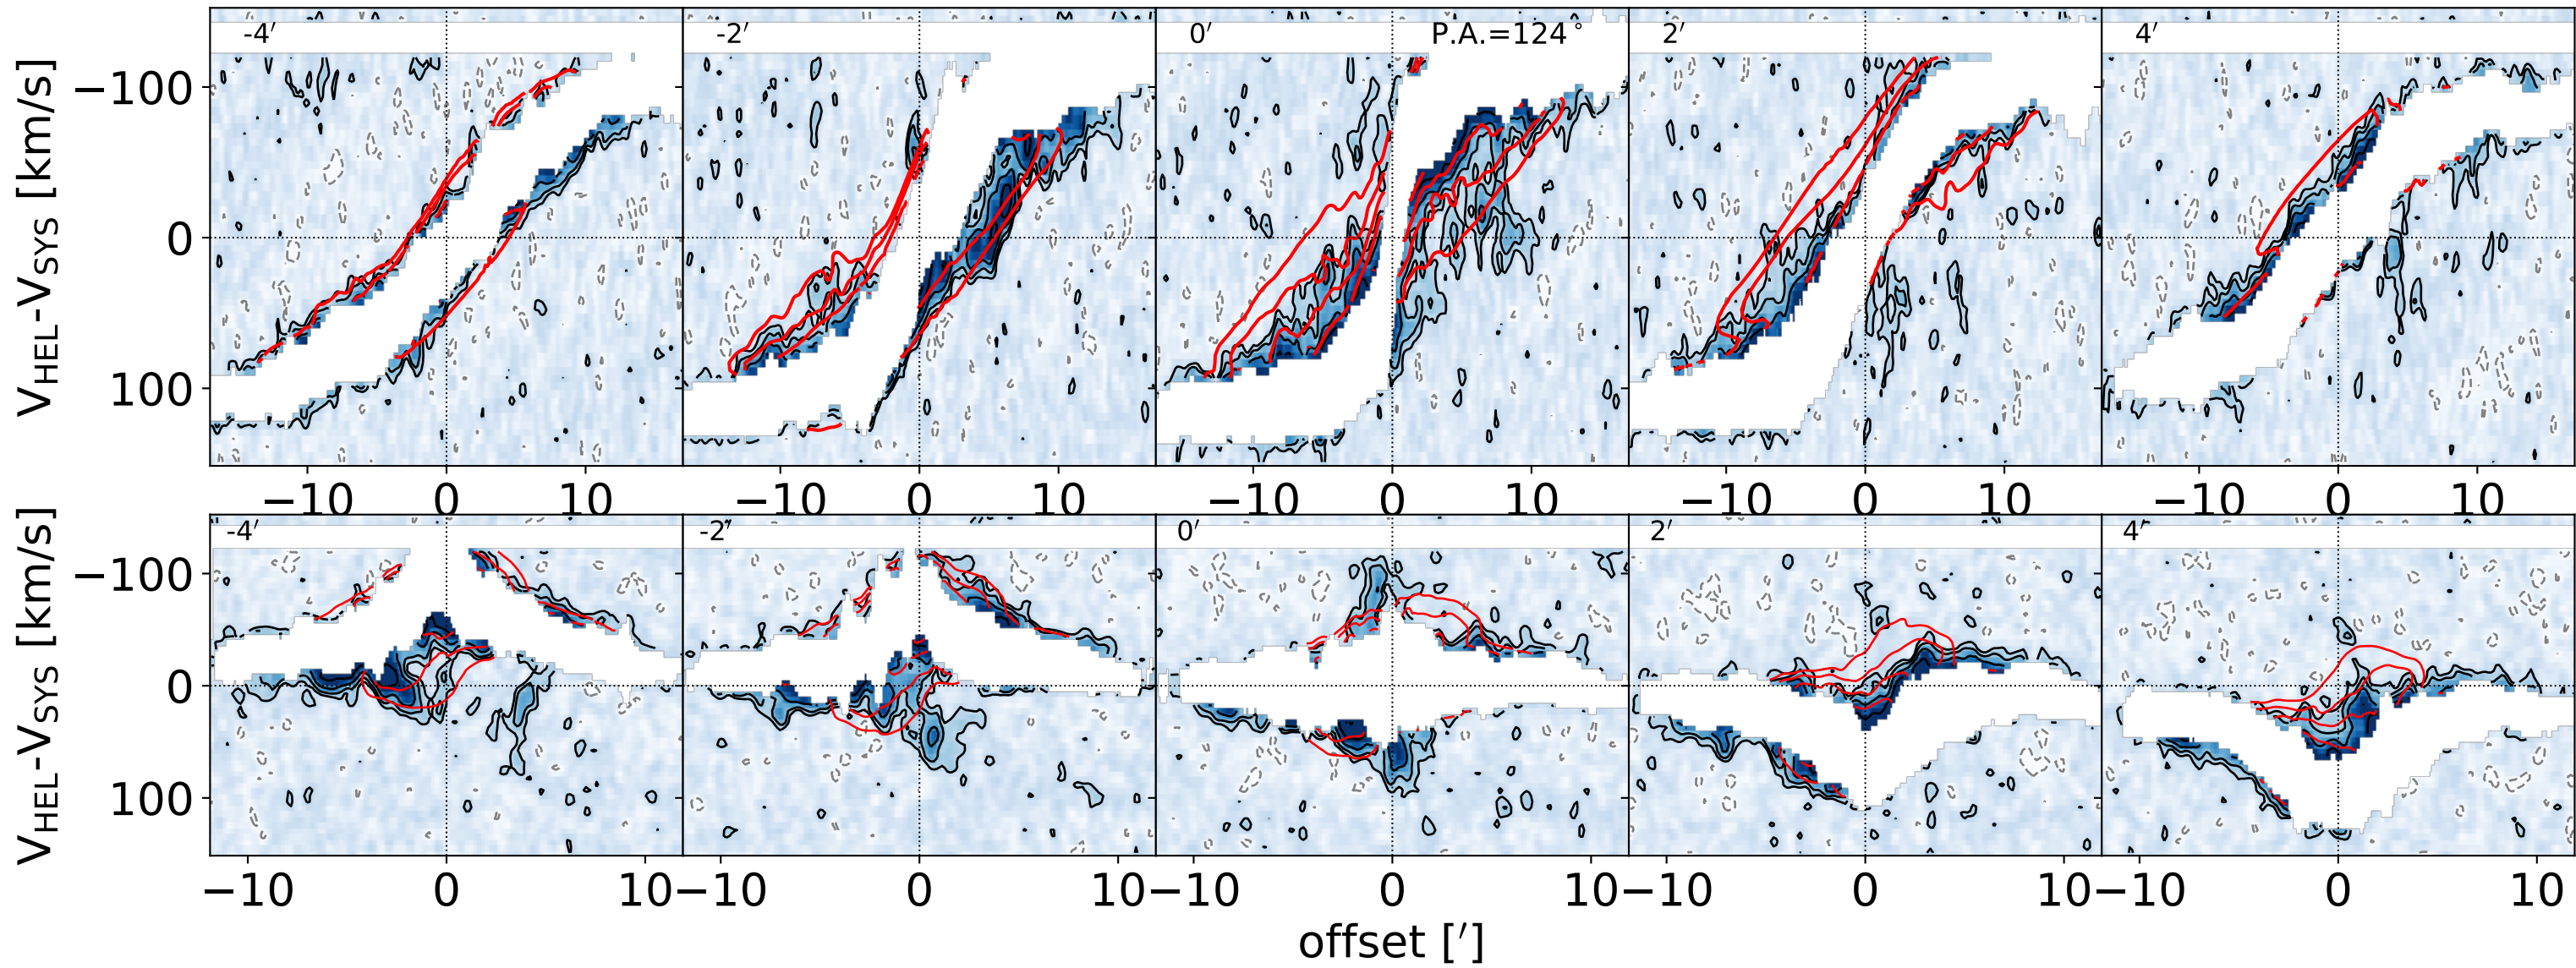 -4′ -2′ 0′ P.A.=124° 2′ 4′
V_HEL-V_SYS [km/s]
−100
0
100
−10 0 10 −10 0 10 −10 0 10 −10 0 10 −10 0 10
-4′ -2′ 0′ 2′ 4′
V_HEL-V_SYS [km/s]
−100
0
100
−10 0 10 −10 0 10 −10 0 10 −10 0 10 −10 0 10
offset [′]